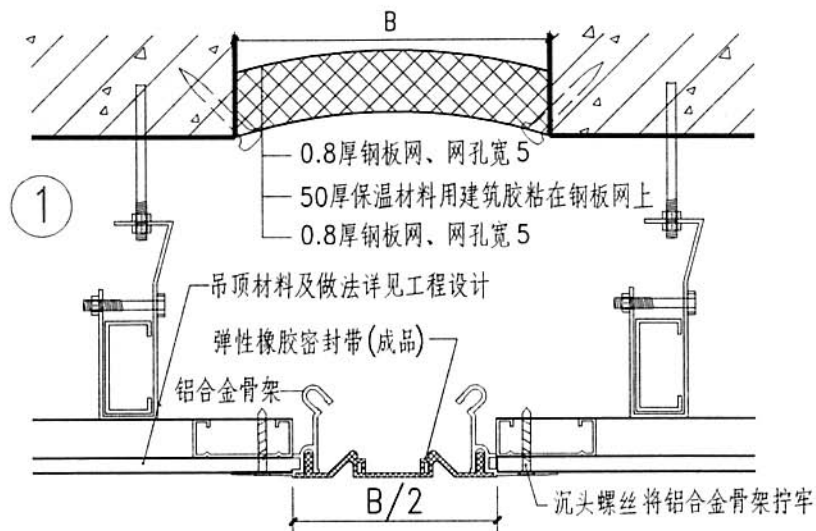 B
0.8厚钢板网、网孔宽5
50厚保温材料用建筑胶粘在钢板网上
0.8厚钢板网、网孔宽5
1
吊顶材料及做法详见工程设计
弹性橡胶密封带(成品)
铝合金骨架
B/2
沉头螺丝将铝合金骨架拧牢